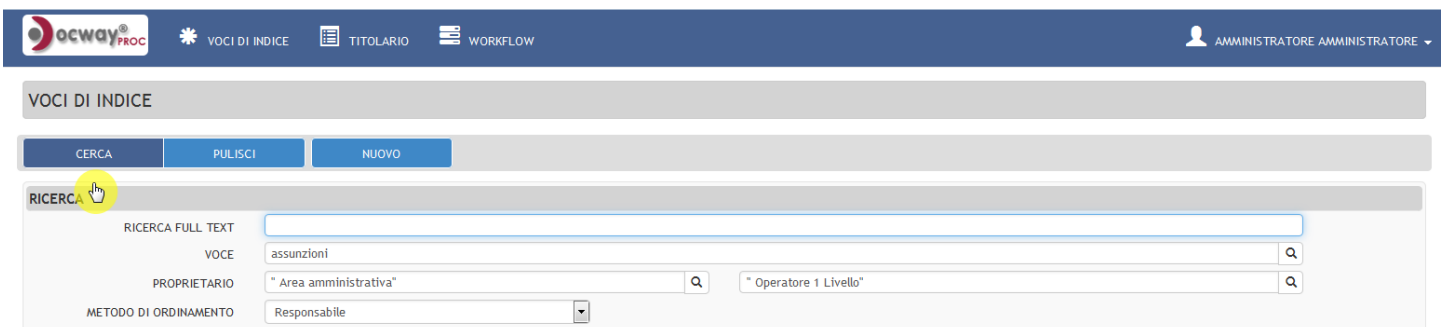 ocway® PROC VOCI DI INDICE TITOLARIO WORKFLOW AMMINISTRATORE AMMINISTRATORE
VOCI DI INDICE
CERCA PULISCI NUOVO
RICERCA
RICERCA FULL TEXT
VOCE assunzioni
PROPRIETARIO " Area amministrativa" " Operatore 1 Livello"
METODO DI ORDINAMENTO Responsabile